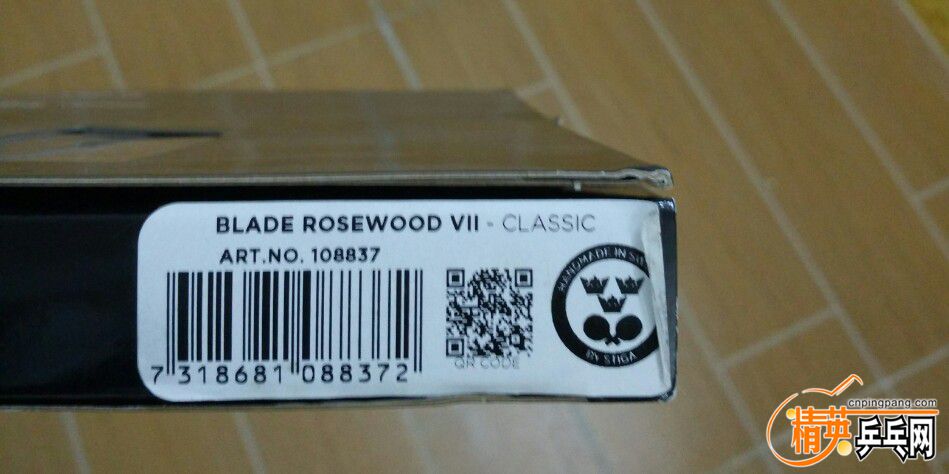 BLADE ROSEWOOD VII - CLASSIC
ART.NO. 108837
7 318681 088372
QR CODE
HANDMADE IN
BY STIGA
cnpingpang.com
精英乒乓网